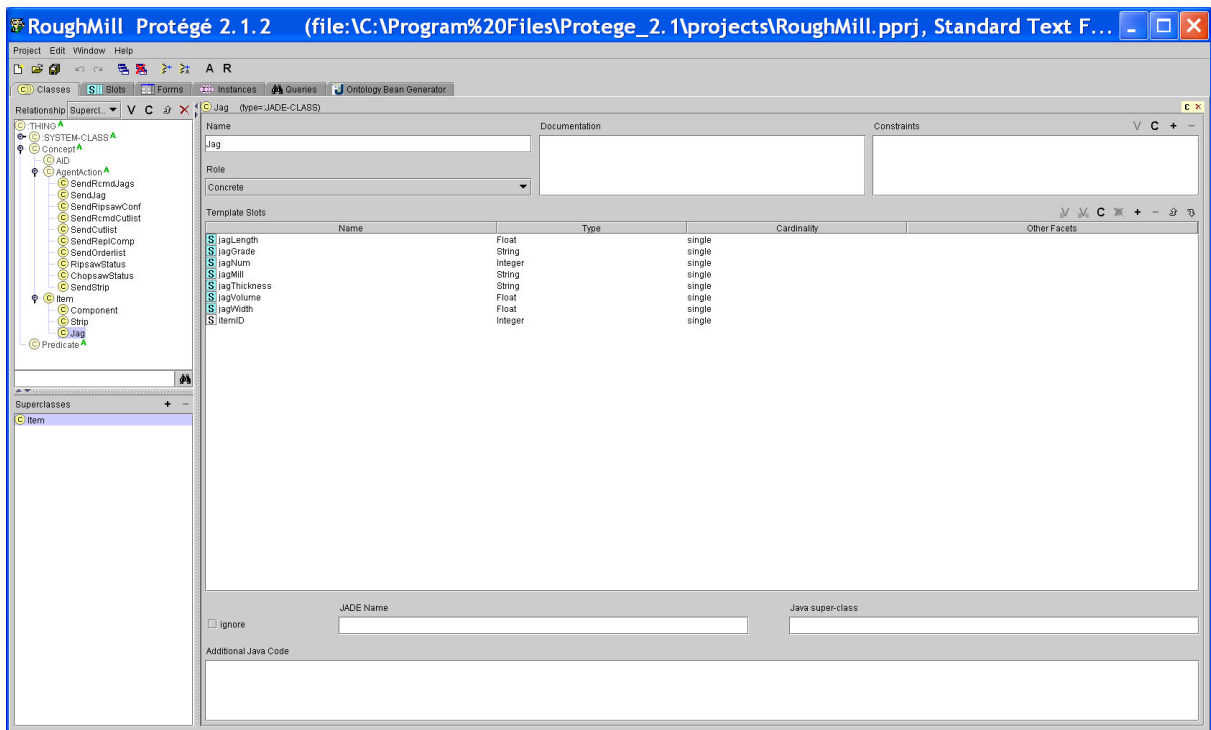 RoughMill Protégé 2.1.2 (file:\C:\Program%20Files\Protege_2.1\projects\RoughMill.pprj, Standard Text F...
Project Edit Window Help
A R
C Classes S Slots Forms Instances Queries Ontology Bean Generator
Relationship Supercl... V C
C Jag (type=:JADE-CLASS) C ×
C :THING A
C :SYSTEM-CLASS A
C Concept A
C AID
C AgentAction A
C SendRcmdJags
C SendJag
C SendRipsawConf
C SendRcmdCutlist
C SendCutlist
C SendReplComp
C SendOrderlist
C RipsawStatus
C ChopsawStatus
C SendStrip
C Item
C Component
C Strip
C Jag
C Predicate A
Superclasses + -
C Item
Name Documentation Constraints V C + -
Jag
Role
Concrete
Template Slots V V C + -
Name Type Cardinality Other Facets
S jagLength Float single
S jagGrade String single
S jagNum Integer single
S jagMill String single
S jagThickness String single
S jagVolume Float single
S jagWidth Float single
S itemID Integer single
JADE Name Java super-class
ignore
Additional Java Code